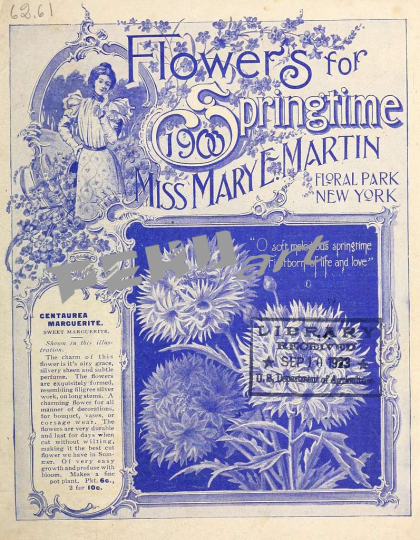 62.61
Flowers for
Springtime
1900
MISS MARY E. MARTIN
FLORAL PARK
NEW YORK
"O soft melodious springtime
Firstborn of life and love"
CENTAUREA
MARGUERITE.
SWEET MARGUERITE.
Shown in this illus-
tration.
The charm of this
flower is it's airy grace,
silvery sheen and subtle
perfume. The flowers
are exquisitely formed,
resembling filigree silver
work, on long stems. A
charming flower for all
manner of decorations,
for bouquet, vases, or
corsage wear. The
flowers are very durable
and last for days when
cut without wilting,
making it the best cut
flower we have in Sum-
mer. Of very easy
growth and produce with
bloom. Makes a fine
pot plant. Pkt. 6c.,
2 for 10c.
LIBRARY
RECEIVED
★ SEP 10 1923 ★
U. S. Department of Agriculture